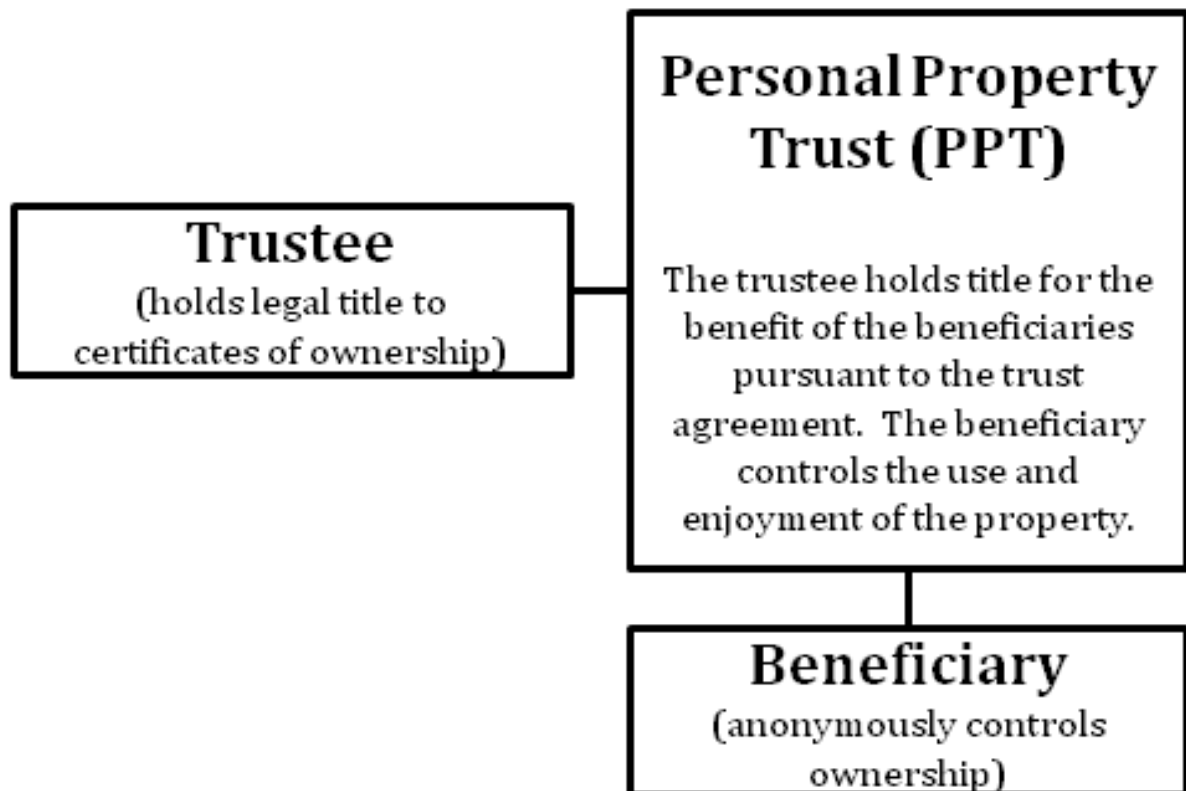 Personal Property
Trust (PPT)
Trustee
(holds legal title to
certificates of ownership)
The trustee holds title for the
benefit of the beneficiaries
pursuant to the trust
agreement. The beneficiary
controls the use and
enjoyment of the property.
Beneficiary
(anonymously controls
ownership)